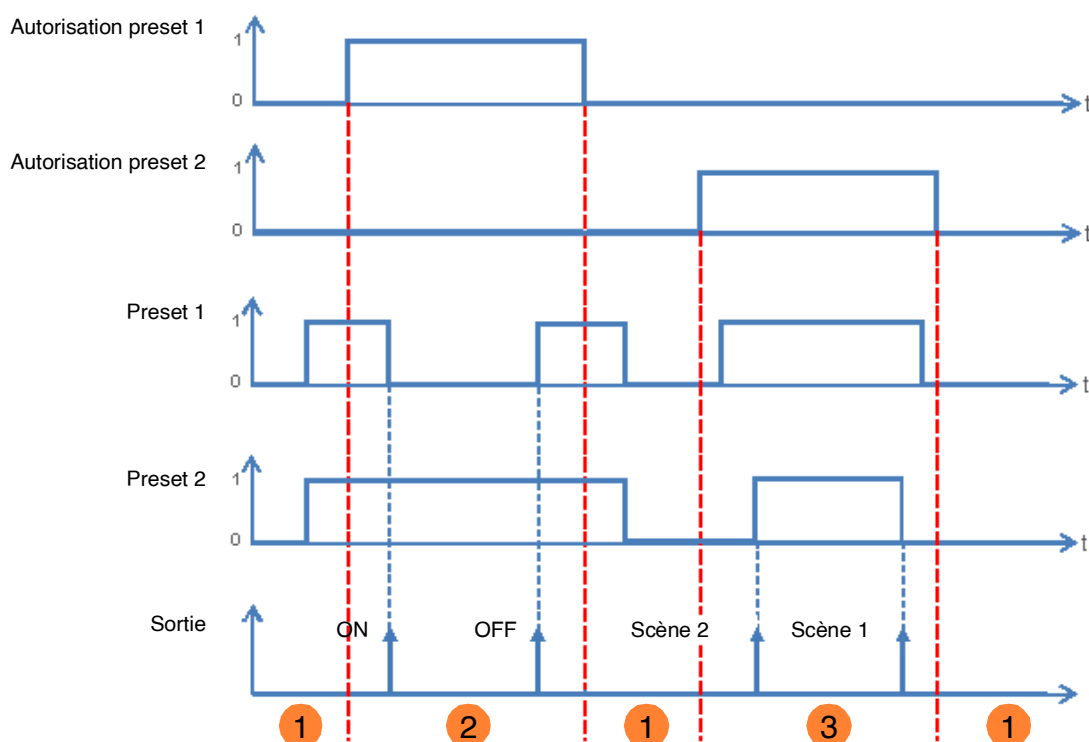 Autorisation preset 1
1
0
t
Autorisation preset 2
1
0
t
Preset 1
1
0
t
Preset 2
1
0
t
Sortie
ON
OFF
Scène 2
Scène 1
1
2
1
3
1